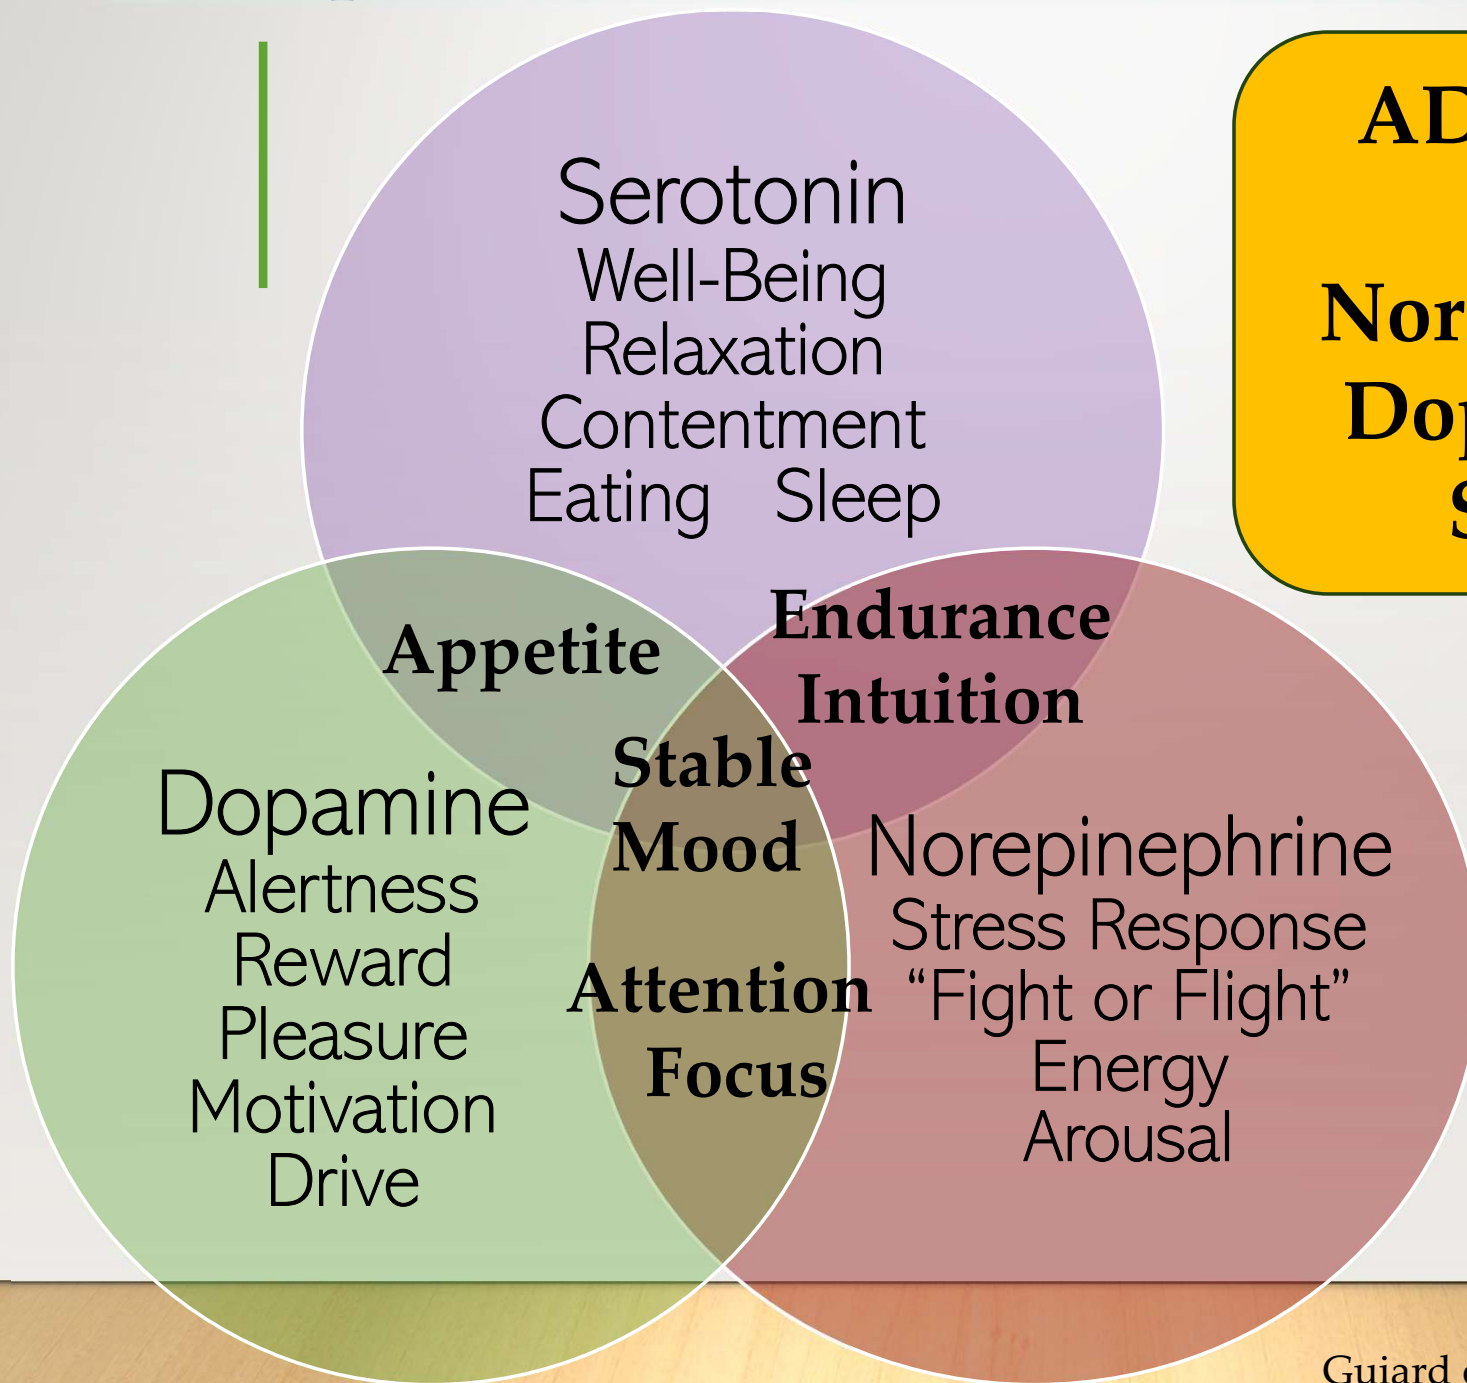 Serotonin
Well-Being
Relaxation
Contentment
Eating Sleep
Appetite
Endurance
Intuition
Stable
Mood
Attention
Focus
Dopamine
Alertness
Reward
Pleasure
Motivation
Drive
Norepinephrine
Stress Response
“Fight or Flight”
Energy
Arousal
Guiard